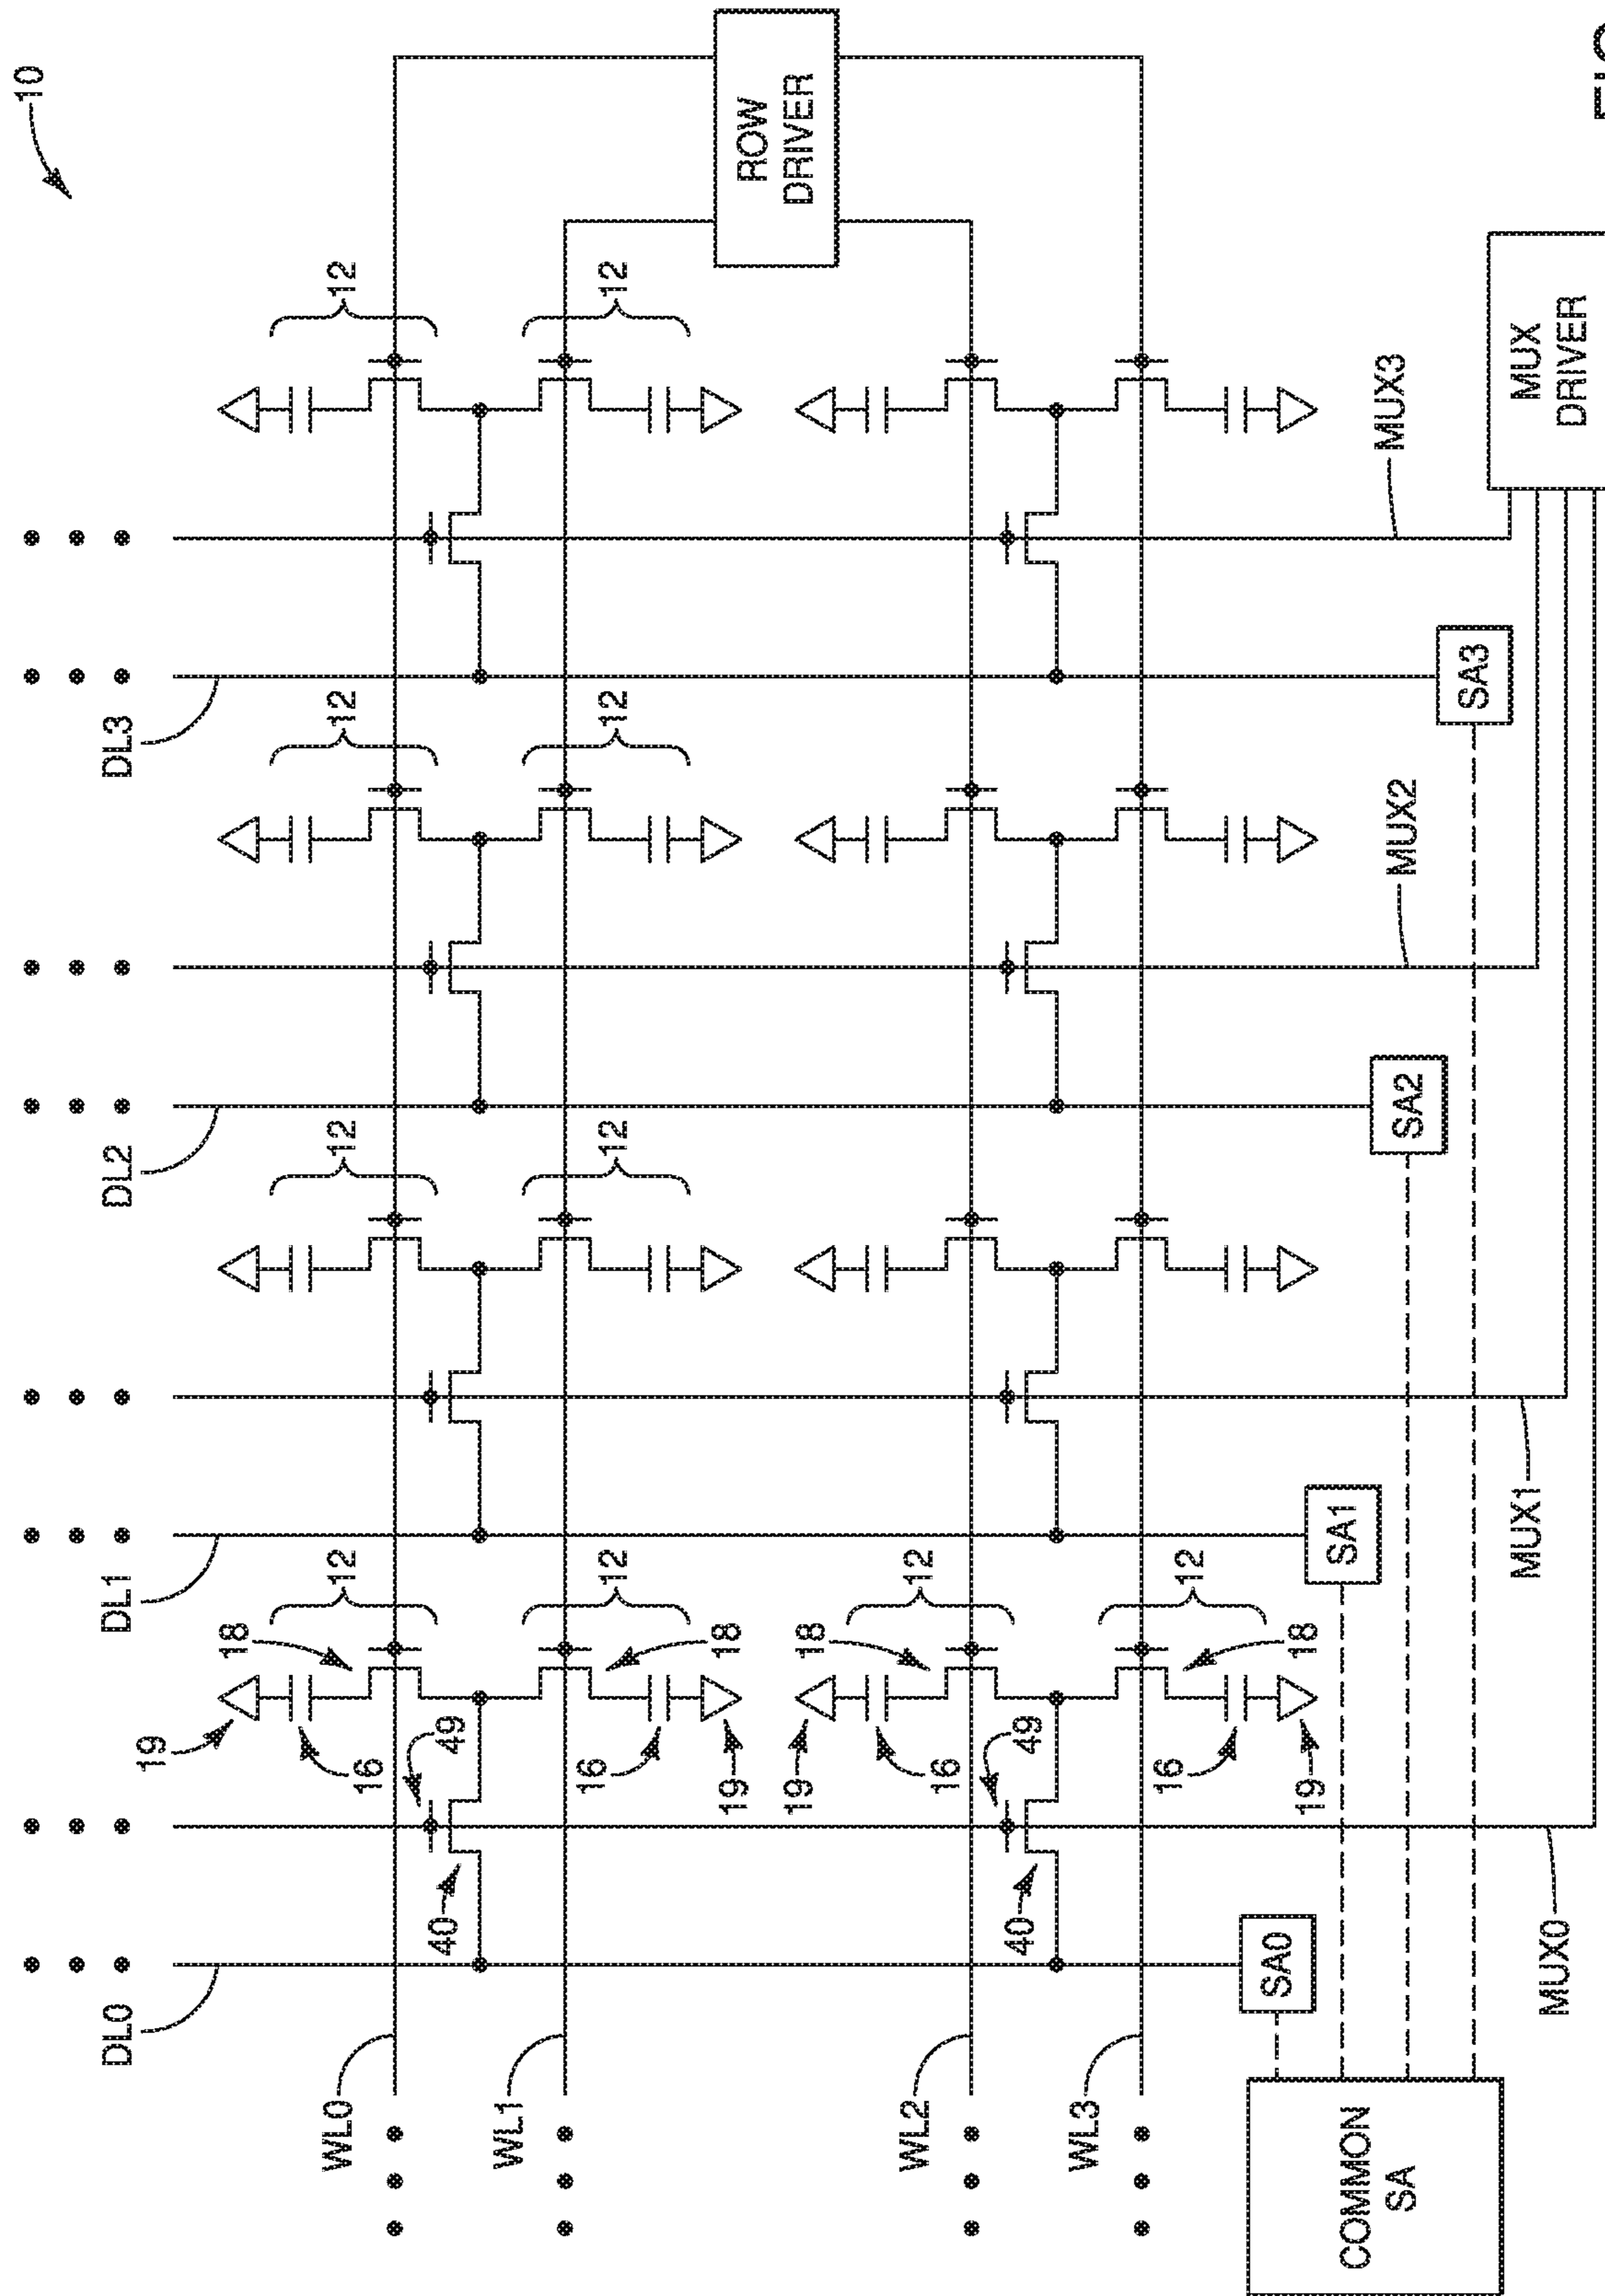 10
DL0
DL1
DL2
DL3
19
18
WL0
12
12
12
12
16
40
49
WL1
16
12
12
12
12
19
18
ROW
DRIVER
19
18
WL2
12
16
40
49
WL3
16
12
19
18
SA0
SA1
SA2
SA3
COMMON
SA
MUX3
MUX2
MUX1
MUX0
MUX
DRIVER